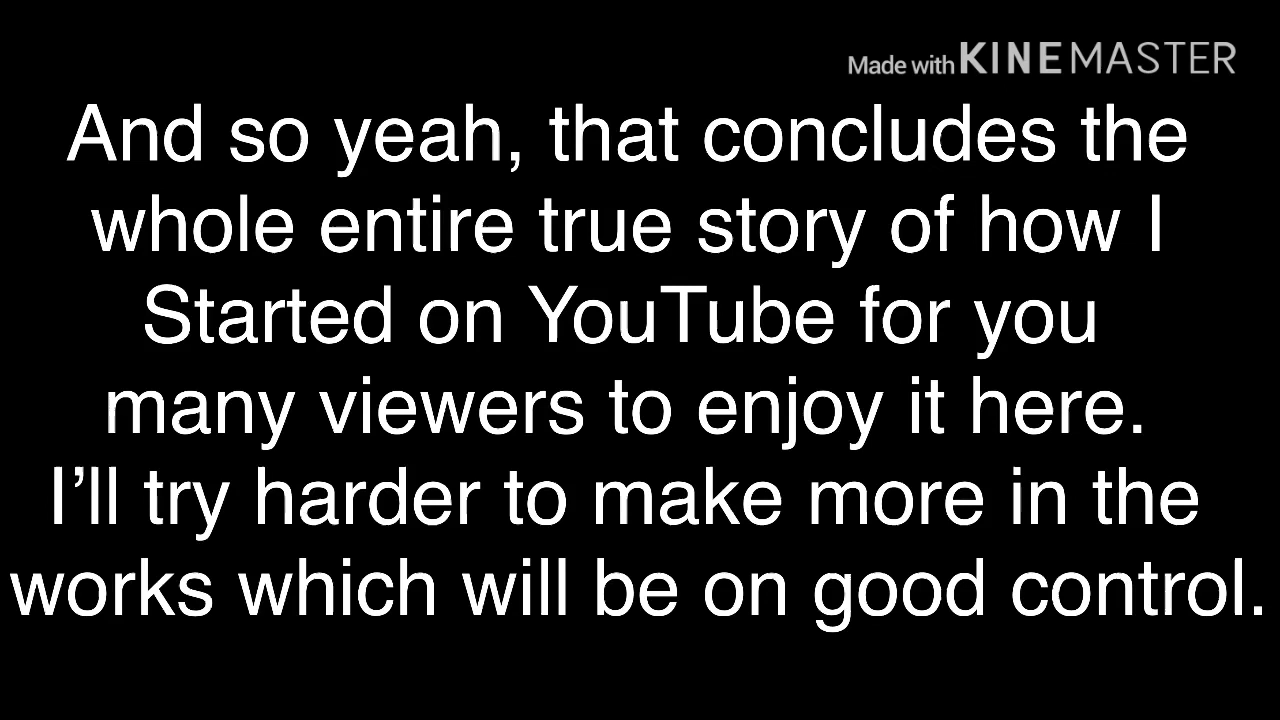 Made with KINEMASTER
And so yeah, that concludes the
whole entire true story of how I
Started on YouTube for you
many viewers to enjoy it here.
I’ll try harder to make more in the
works which will be on good control.